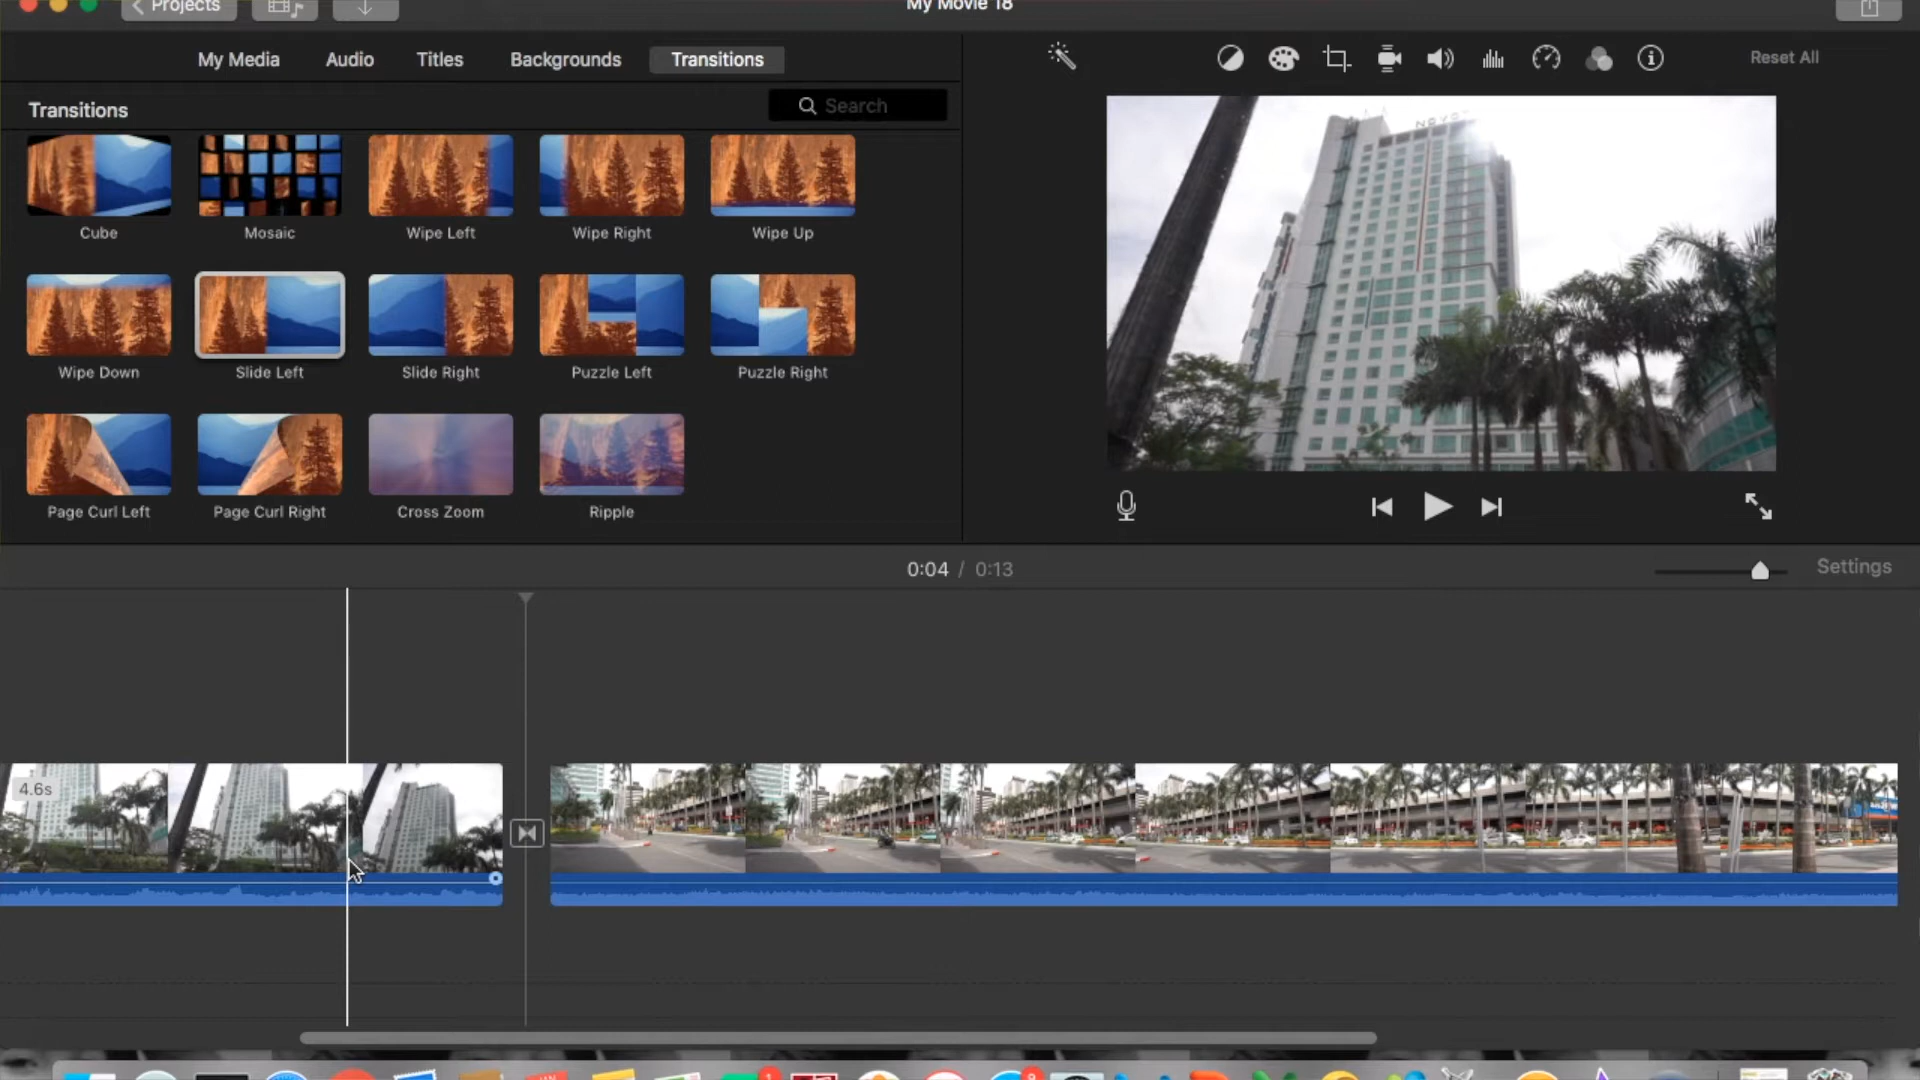 Projects
My Movie 18
My Media Audio Titles Backgrounds Transitions
Reset All
Transitions
Search
Cube Mosaic Wipe Left Wipe Right Wipe Up
Wipe Down Slide Left Slide Right Puzzle Left Puzzle Right
Page Curl Left Page Curl Right Cross Zoom Ripple
NOVOT
0:04 / 0:13
Settings
4.6s